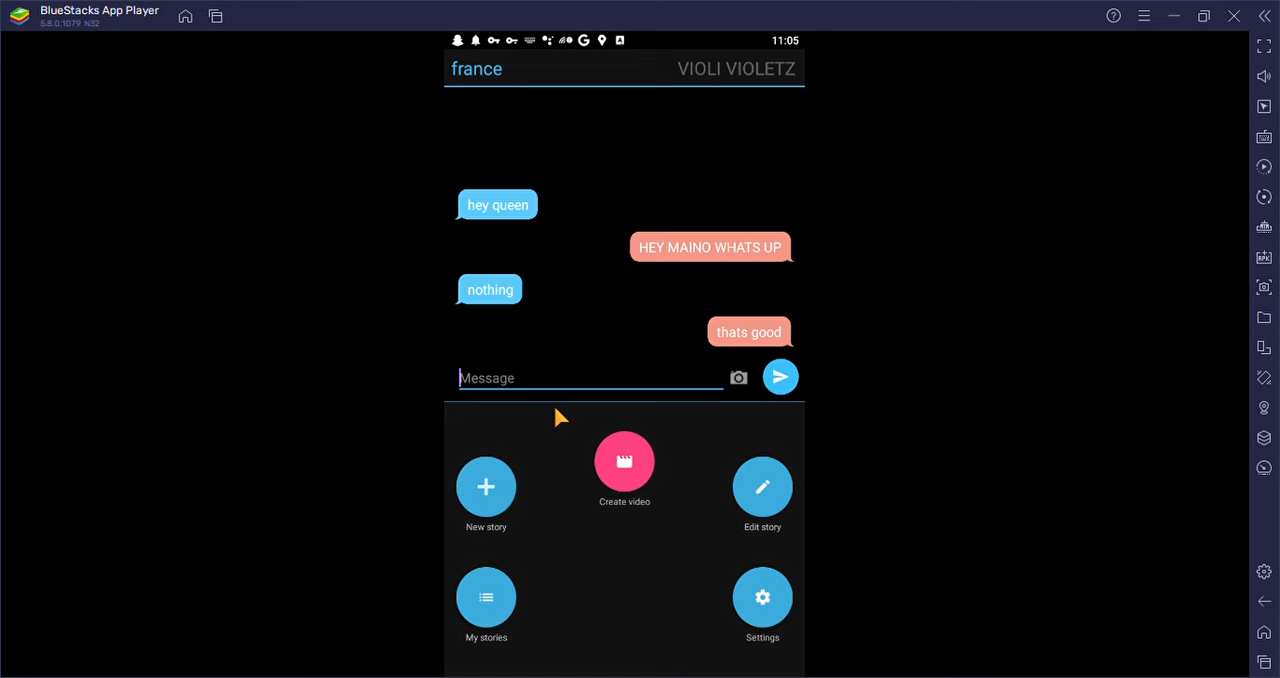 BlueStacks App Player
5.8.0.1079 N32
11:05
france
VIOLI VIOLETZ
hey queen
HEY MAINO WHATS UP
nothing
thats good
Message
Create video
New story
Edit story
My stories
Settings